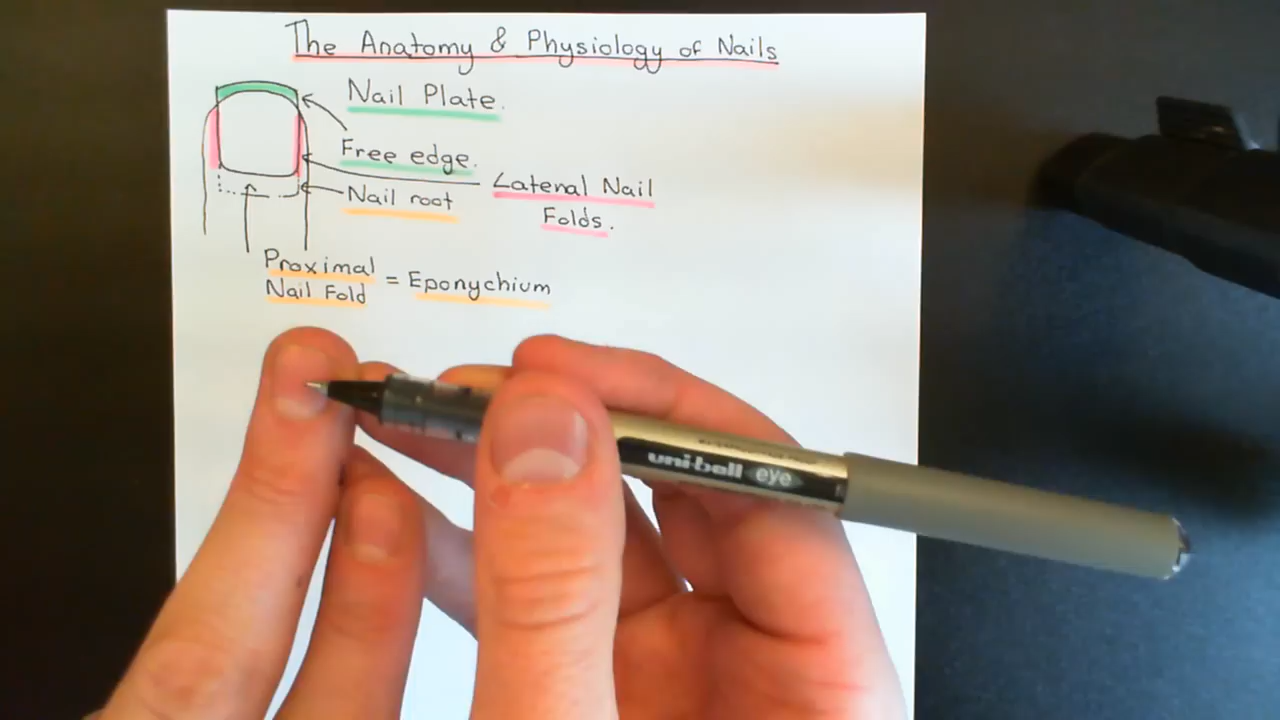 The Anatomy & Physiology of Nails
Nail Plate.
Free edge.
Lateral Nail
Folds.
Nail root
Proximal
Nail Fold
= Eponychium
uni-ball eye